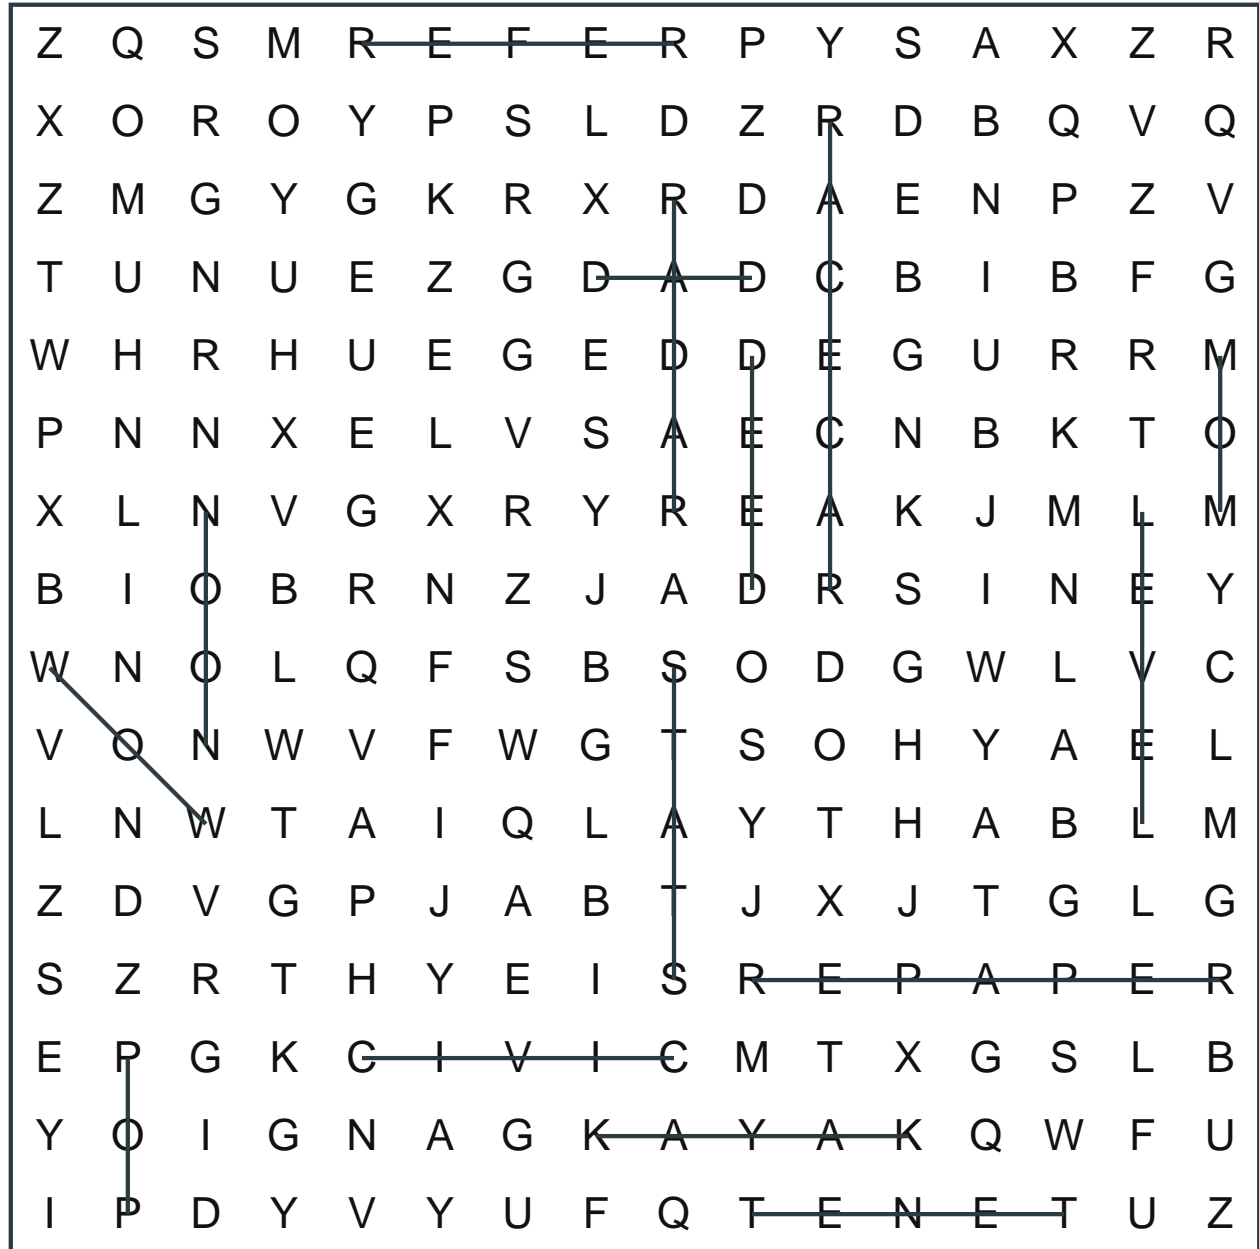 Z Q S M R E F E R P Y S A X Z R
X O R O Y P S L D Z R D B Q V Q
Z M G Y G K R X R D A E N P Z V
T U N U E Z G D A D C B I B F G
W H R H U E G E D D E G U R R M
P N N X E L V S A E C N B K T O
X L N V G X R Y R E A K J M L M
B I O B R N Z J A D R S I N E Y
W N O L Q F S B S O D G W L V C
V O N W V F W G T S O H Y A E L
L N W T A I Q L A Y T H A B L M
Z D V G P J A B T J X J T G L G
S Z R T H Y E I S R E P A P E R
E P G K C I V I C M T X G S L B
Y O I G N A G K A Y A K Q W F U
I P D Y V Y U F Q T E N E T U Z